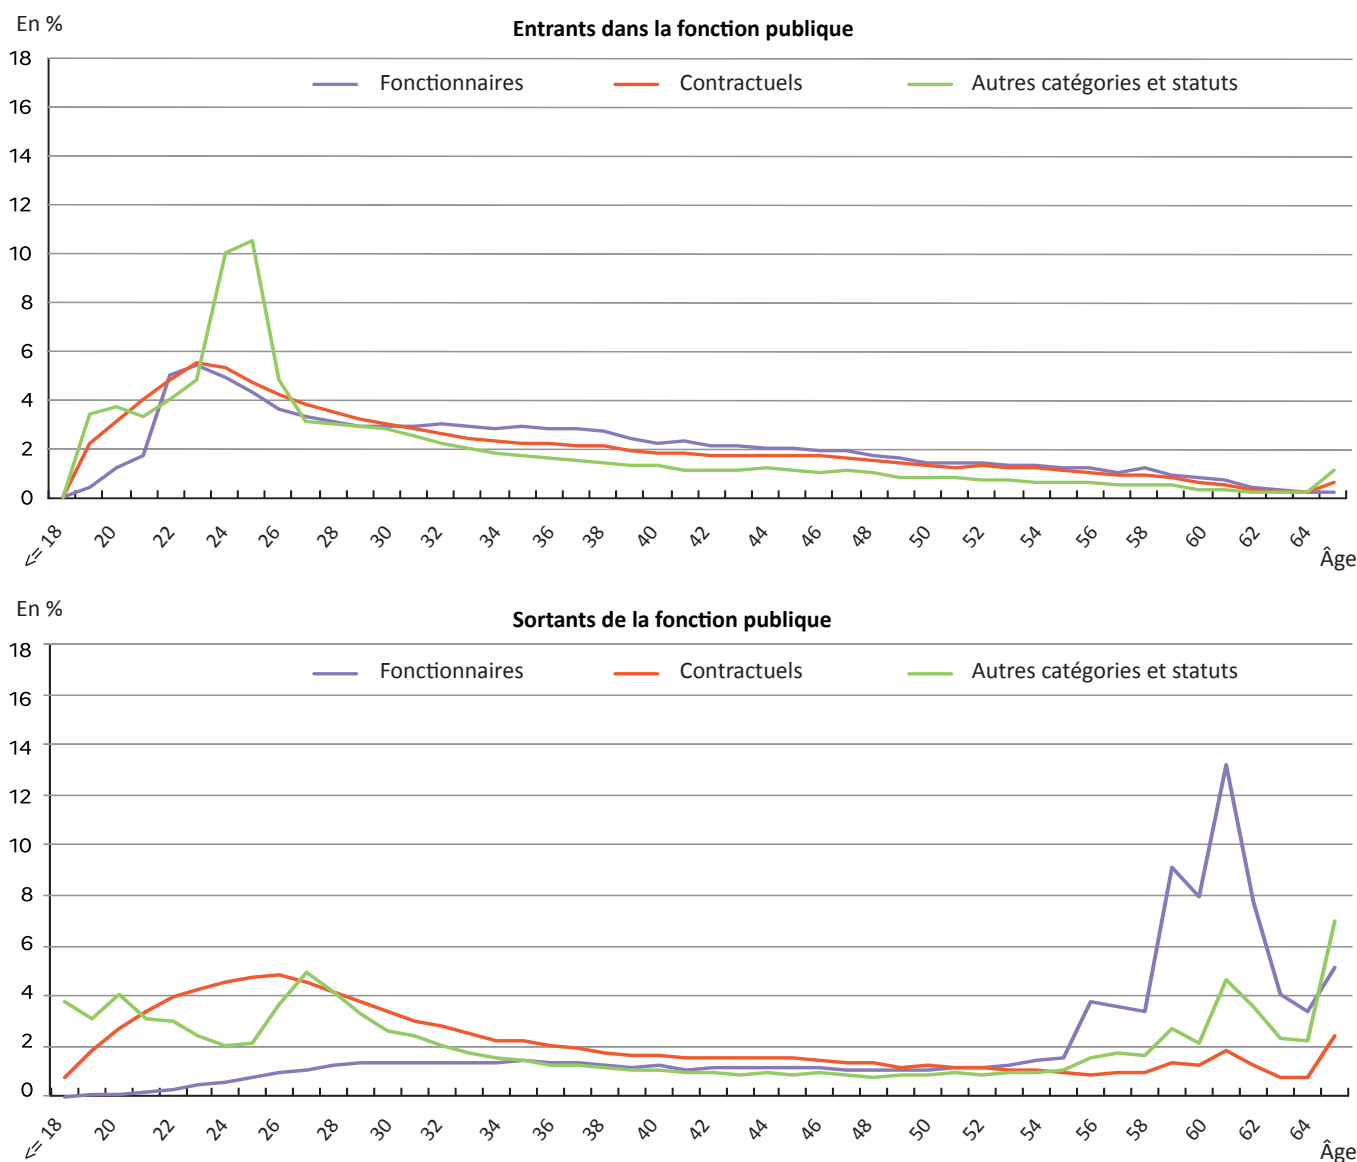 En %
Entrants dans la fonction publique
18
Fonctionnaires
Contractuels
Autres catégories et statuts
16
14
12
10
8
6
4
2
0
<= 18 20 22 24 26 28 30 32 34 36 38 40 42 44 46 48 50 52 54 56 58 60 62 64
Âge
En %
Sortants de la fonction publique
18
Fonctionnaires
Contractuels
Autres catégories et statuts
16
14
12
10
8
6
4
2
0
<= 18 20 22 24 26 28 30 32 34 36 38 40 42 44 46 48 50 52 54 56 58 60 62 64
Âge